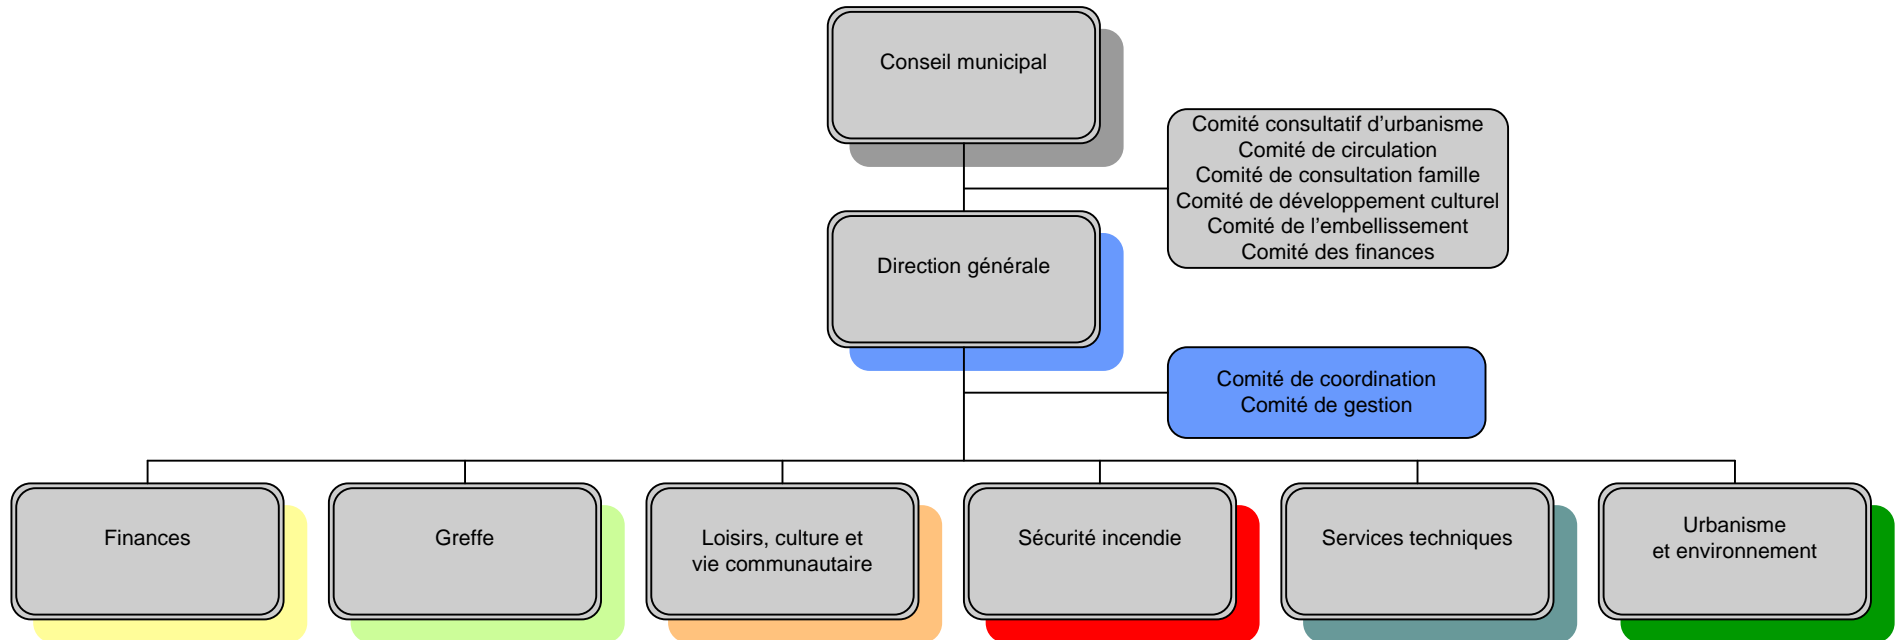 Conseil municipal
Comité consultatif d’urbanisme
Comité de circulation
Comité de consultation famille
Comité de développement culturel
Comité de l’embellissement
Comité des finances
Direction générale
Comité de coordination
Comité de gestion
Finances
Greffe
Loisirs, culture et
vie communautaire
Sécurité incendie
Services techniques
Urbanisme
et environnement